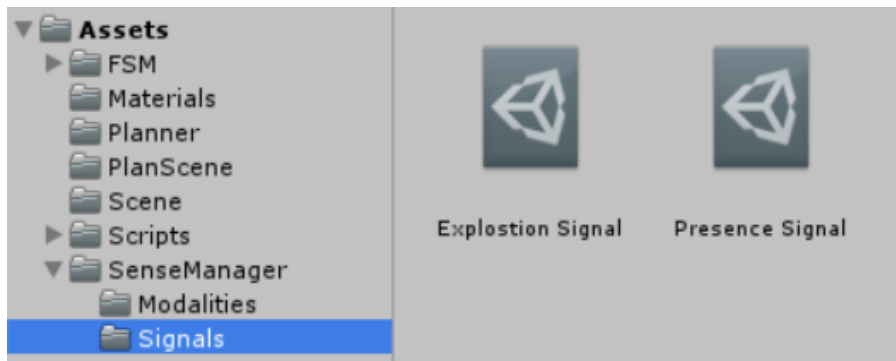 Assets
FSM
Materials
Planner
PlanScene
Scene
Scripts
SenseManager
Modalities
Signals
Explostion Signal
Presence Signal